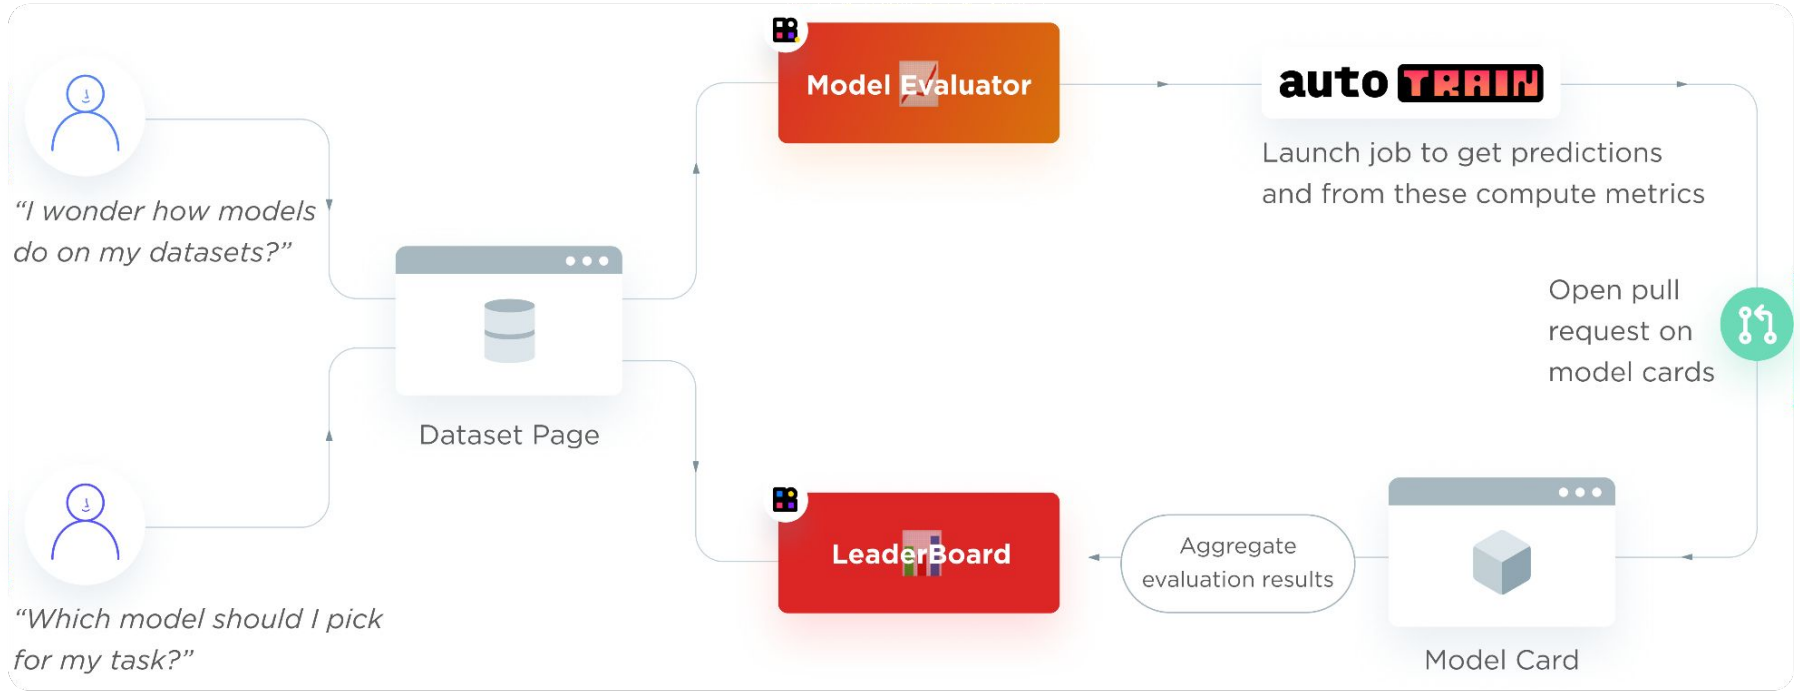 “I wonder how models
do on my datasets?”
“Which model should I pick
for my task?”
Dataset Page
Model Evaluator
auto TRAIN
Launch job to get predictions
and from these compute metrics
Open pull
request on
model cards
Model Card
Aggregate
evaluation results
LeaderBoard